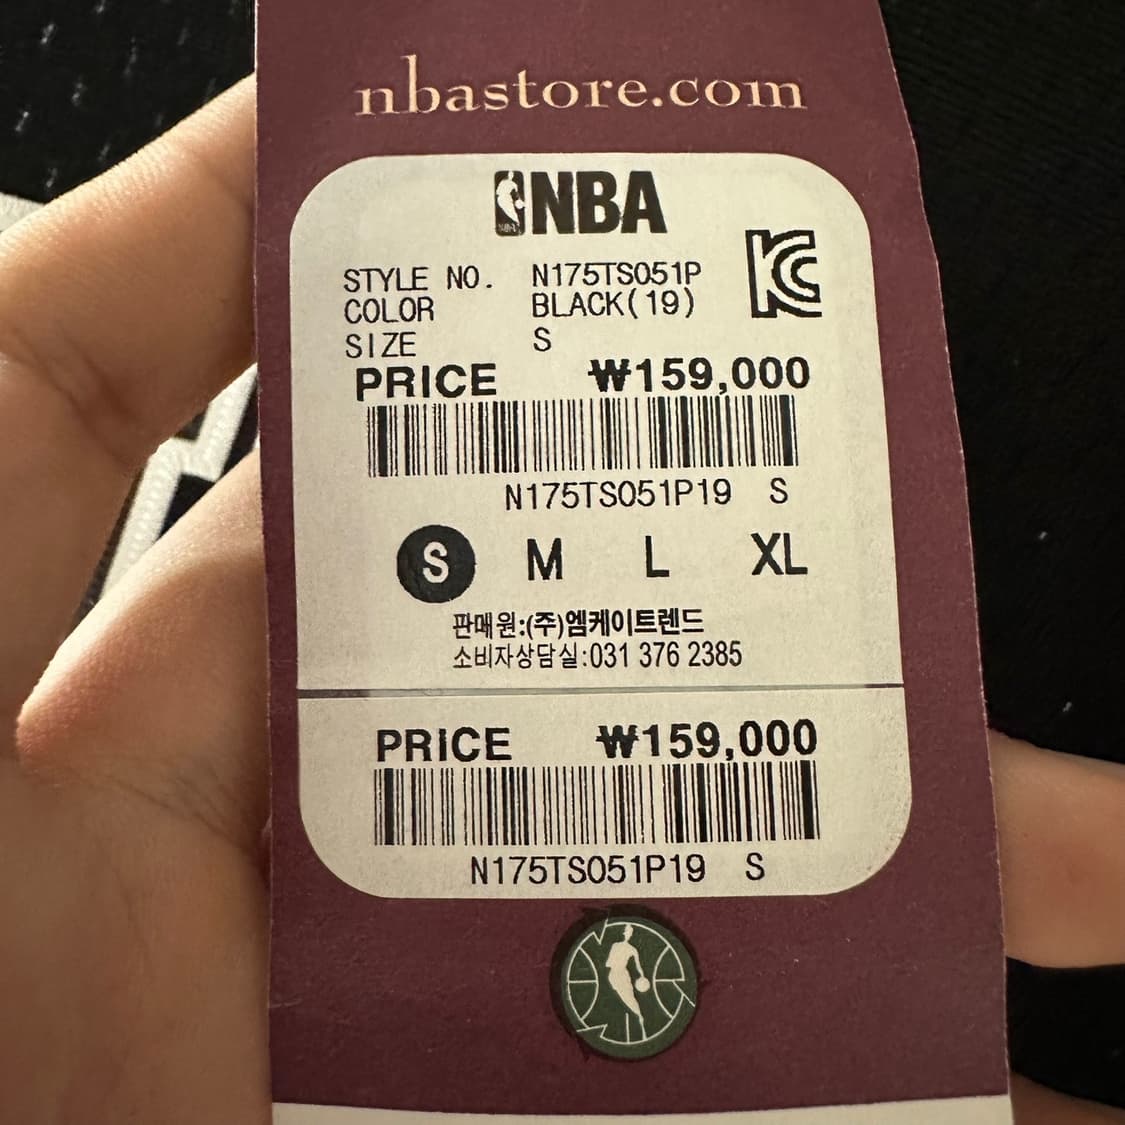 nbastore.com
NBA
STYLE NO. N175TS051P
COLOR BLACK(19)
SIZE S
PRICE ₩159,000
N175TS051P19 S
S M L XL
판매원:(주)엠케이트렌드
소비자상담실:031 376 2385
PRICE ₩159,000
N175TS051P19 S